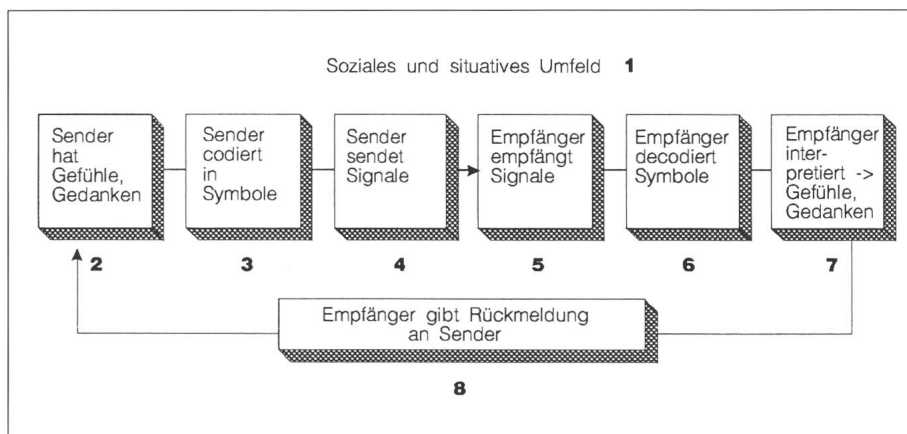 Soziales und situatives Umfeld 1
Sender
hat
Gefühle,
Gedanken
Sender
codiert
in
Symbole
Sender
sendet
Signale
Empfänger
empfängt
Signale
Empfänger
decodiert
Symbole
Empfänger
inter-
pretiert ->
Gefühle,
Gedanken
2
3
4
5
6
7
Empfänger gibt Rückmeldung
an Sender
8